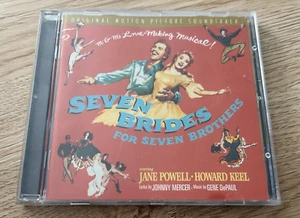 ORIGINAL MOTION PICTURE SOUNDTRACK
M-G-M's Love-Making Musical!
SEVEN
BRIDES
FOR SEVEN BROTHERS
starring
JANE POWELL · HOWARD KEEL
Lyrics by JOHNNY MERCER · Music by GENE DePAUL